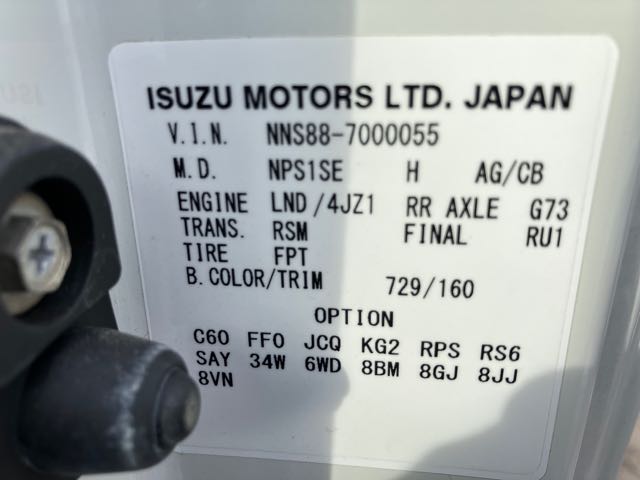 ISUZU MOTORS LTD. JAPAN
V.I.N. NNS88-7000055
M.D. NPS1SE H AG/CB
ENGINE LND/4JZ1 RR AXLE G73
TRANS. RSM FINAL RU1
TIRE FPT
B.COLOR/TRIM 729/160
OPTION
C60 FF0 JCQ KG2 RPS RS6
SAY 34W 6WD 8BM 8GJ 8JJ
8VN